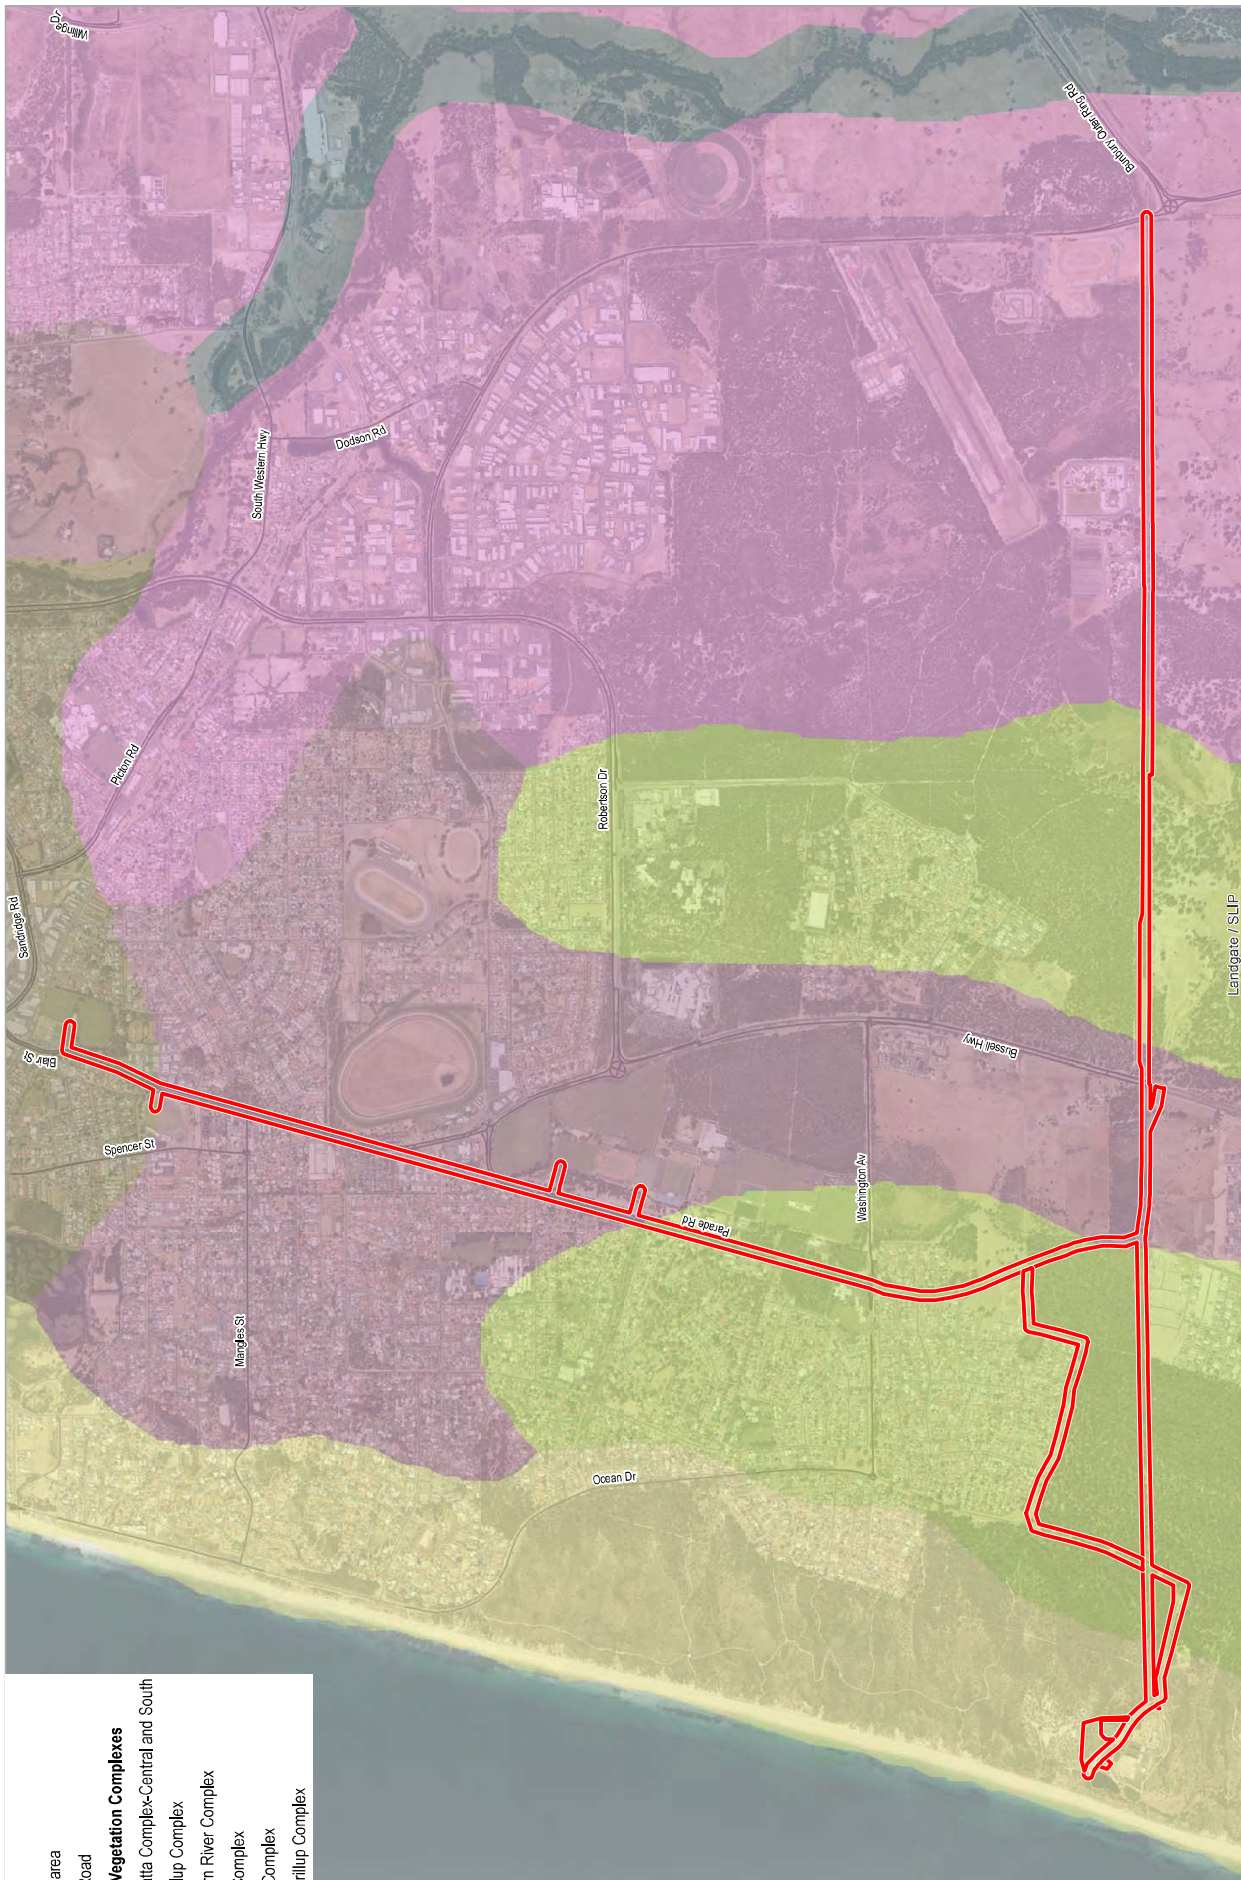 Willinge Dr
Bunbury Outer Ring Rd
South Western Hwy
Dodson Rd
Picton Rd
Robertson Dr
Sandridge Rd
Blair St
Spencer St
Bussell Hwy
Washington Av
Parade Rd
Mangles St
Ocean Dr
Landgate / SLIP
area
oad
Vegetation Complexes
tta Complex-Central and South
lup Complex
n River Complex
omplex
Complex
rillup Complex